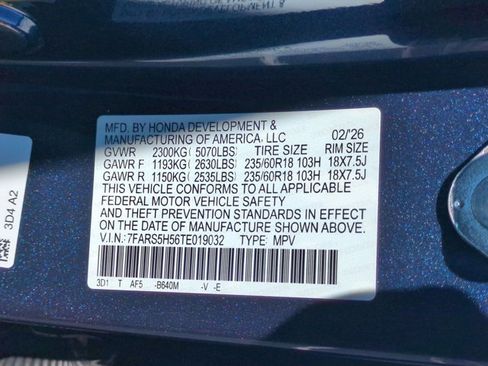 MFD. BY HONDA DEVELOPMENT &
MANUFACTURING OF AMERICA, LLC 02/'26
GVWR 2300KG( 5070LBS) TIRE SIZE RIM SIZE
GAWR F 1193KG( 2630LBS) 235/60R18 103H 18X7.5J
GAWR R 1150KG( 2535LBS) 235/60R18 103H 18X7.5J
THIS VEHICLE CONFORMS TO ALL APPLICABLE
FEDERAL MOTOR VEHICLE SAFETY
AND THEFT PREVENTION STANDARDS IN EFFECT
ON THE DATE OF MANUFACTURE SHOWN ABOVE.
V.I.N.: 7FARS5H56TE019032 TYPE: MPV
3D1 T AF5 -B640M -V -E
3D4 A2